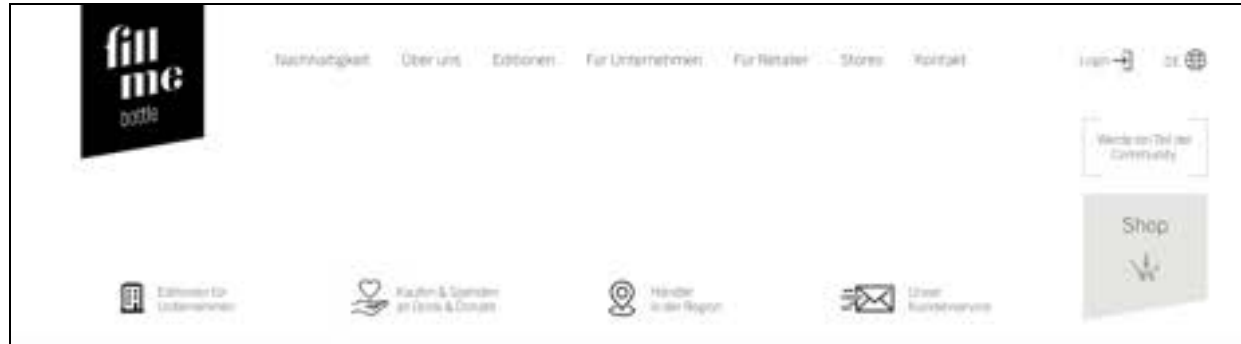 fill
me
bottle
Nachhaltigkeit Über uns Editionen Für Unternehmen Für Retailer Stores Kontakt
Login DE
Werde ein Teil der
Community
Shop
Editionen für
Unternehmen
Kaufen & Spenden
an Drink & Donate
Händler
in der Region
Unser
Kundenservice